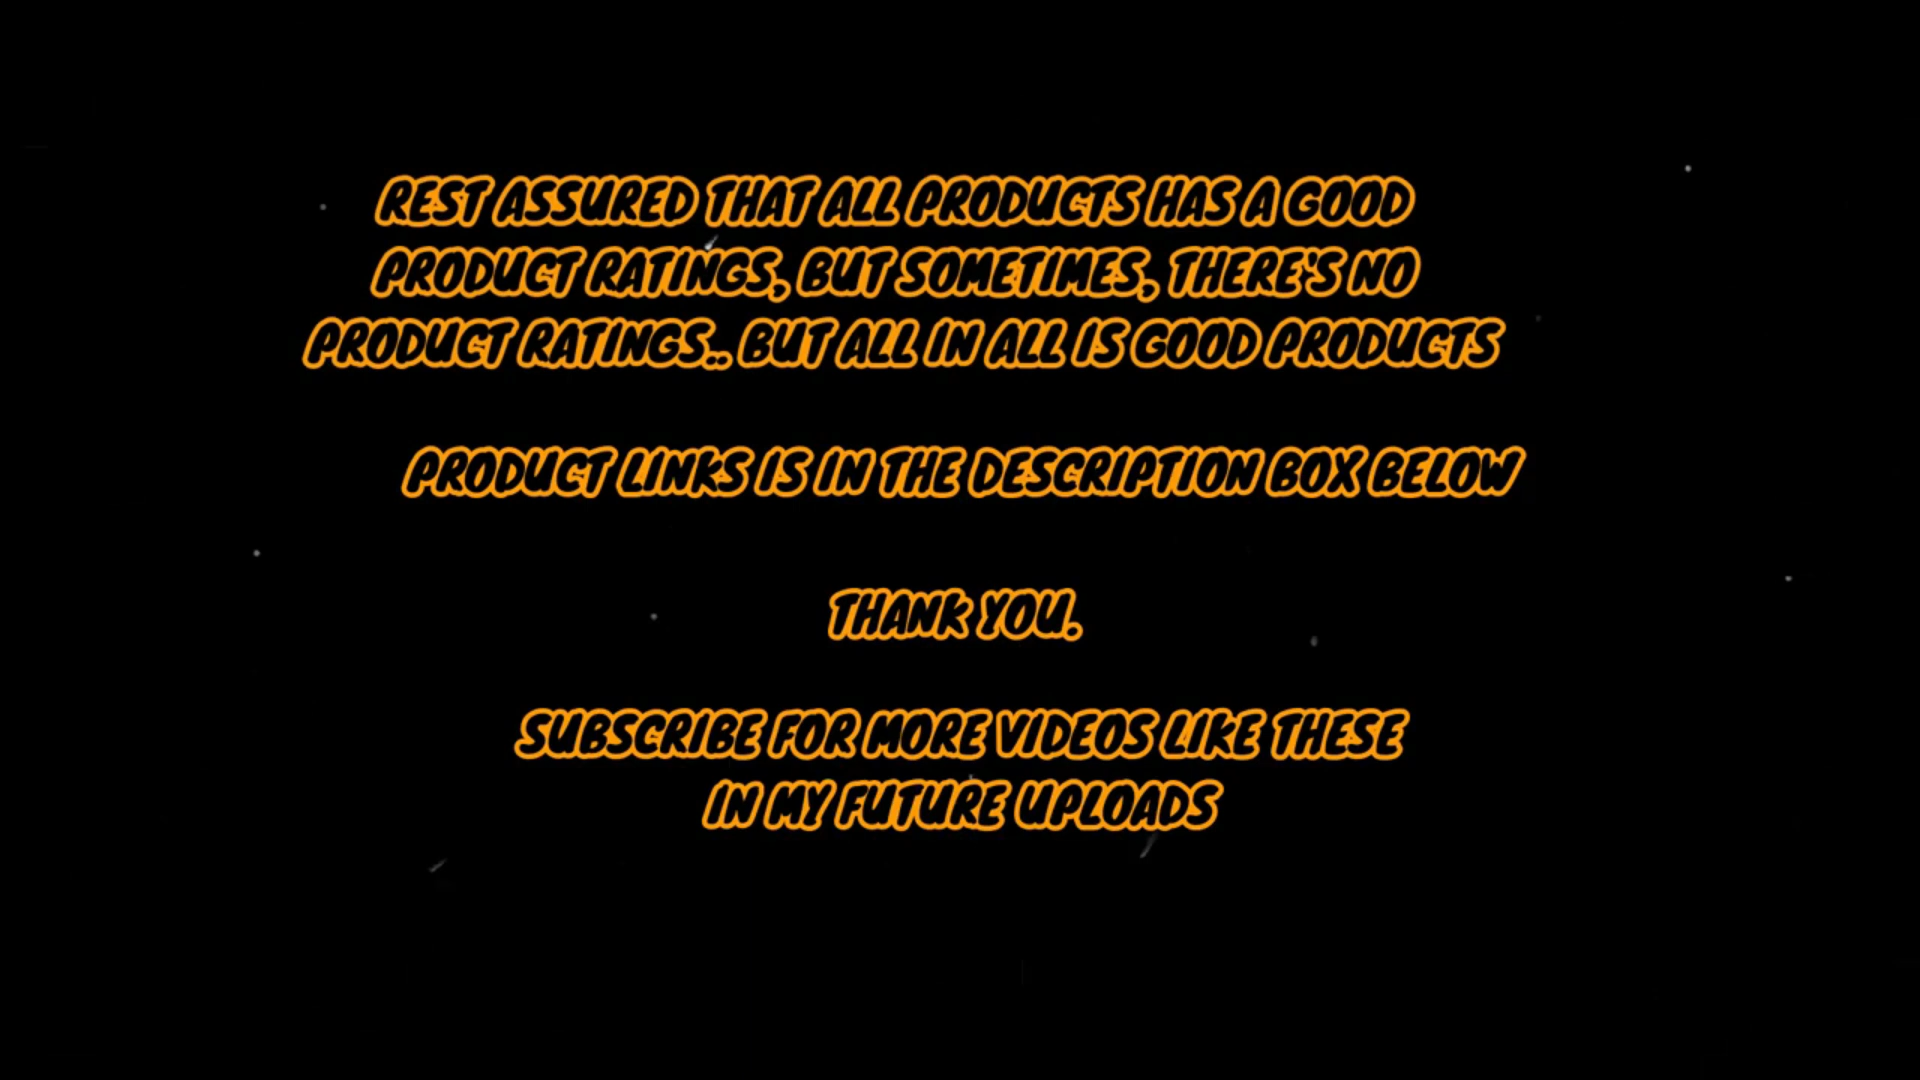 REST ASSURED THAT ALL PRODUCTS HAS A GOOD
PRODUCT RATINGS, BUT SOMETIMES, THERE'S NO
PRODUCT RATINGS.. BUT ALL IN ALL IS GOOD PRODUCTS
PRODUCT LINKS IS IN THE DESCRIPTION BOX BELOW
THANK YOU.
SUBSCRIBE FOR MORE VIDEOS LIKE THESE
IN MY FUTURE UPLOADS